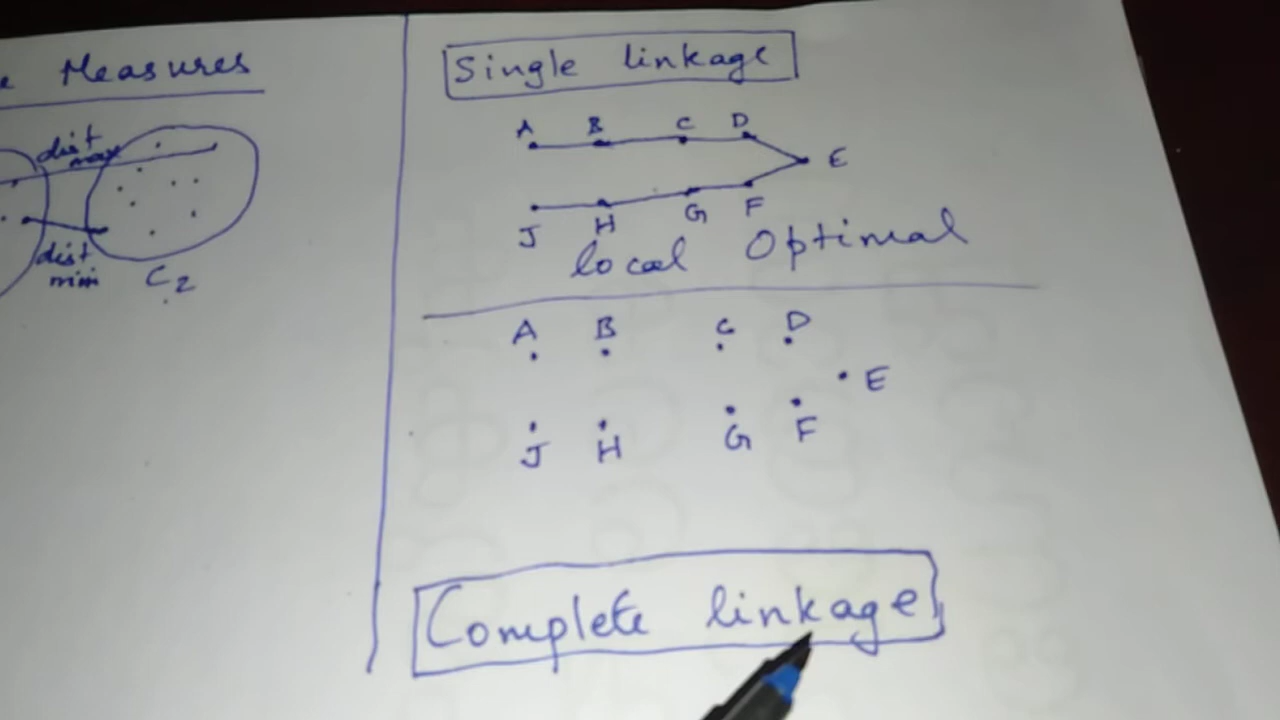 Measures
dist
max
dist
min
C2
Single linkage
A B C D
E
J H G F
local Optimal
A B C D
E
J H G F
Complete linkage